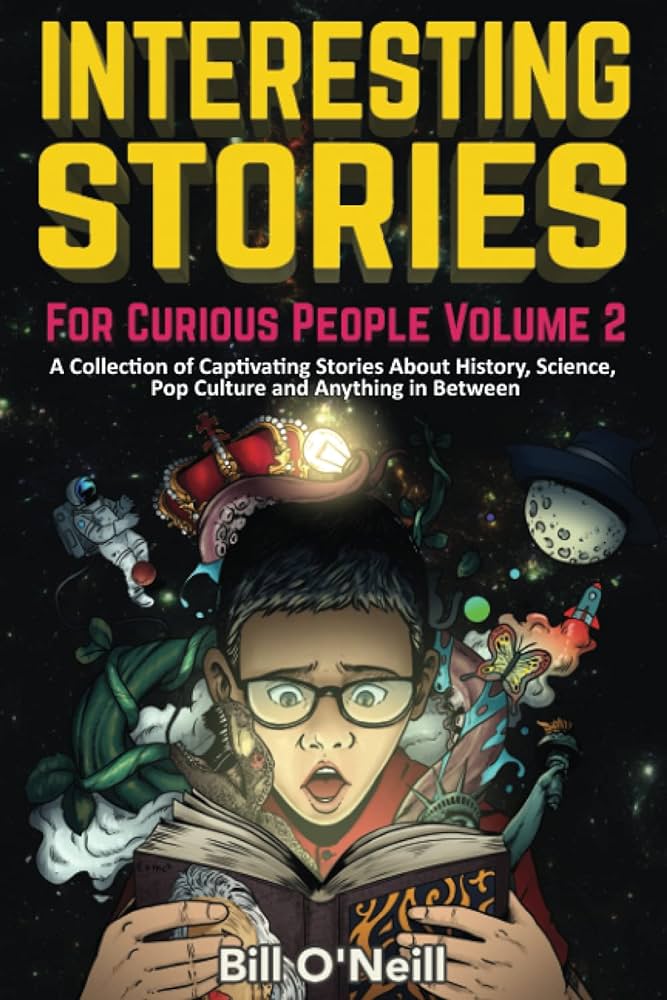 INTERESTING
STORIES
FOR CURIOUS PEOPLE VOLUME 2
A Collection of Captivating Stories About History, Science,
Pop Culture and Anything in Between
Bill O'Neill